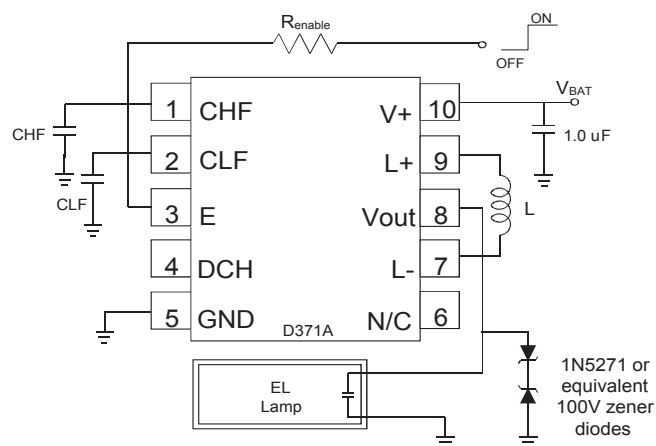 Renable
ON
OFF
VBAT
1 CHF
V+ 10
CHF
1.0 uF
2 CLF
L+ 9
CLF
3 E
Vout 8
L
4 DCH
L- 7
5 GND
D371A
N/C 6
EL
Lamp
1N5271 or
equivalent
100V zener
diodes